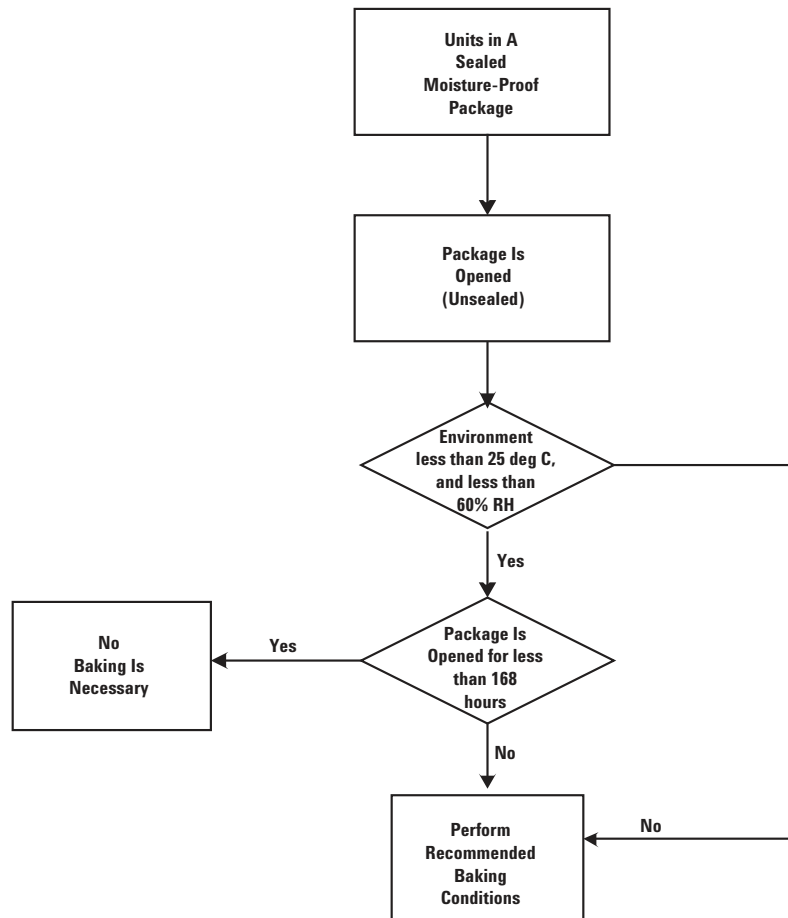 Units in A
Sealed
Moisture-Proof
Package
Package Is
Opened
(Unsealed)
Environment
less than 25 deg C,
and less than
60% RH
Yes
No
Baking Is
Necessary
Yes
Package Is
Opened for less
than 168
hours
No
Perform
Recommended
Baking
Conditions
No